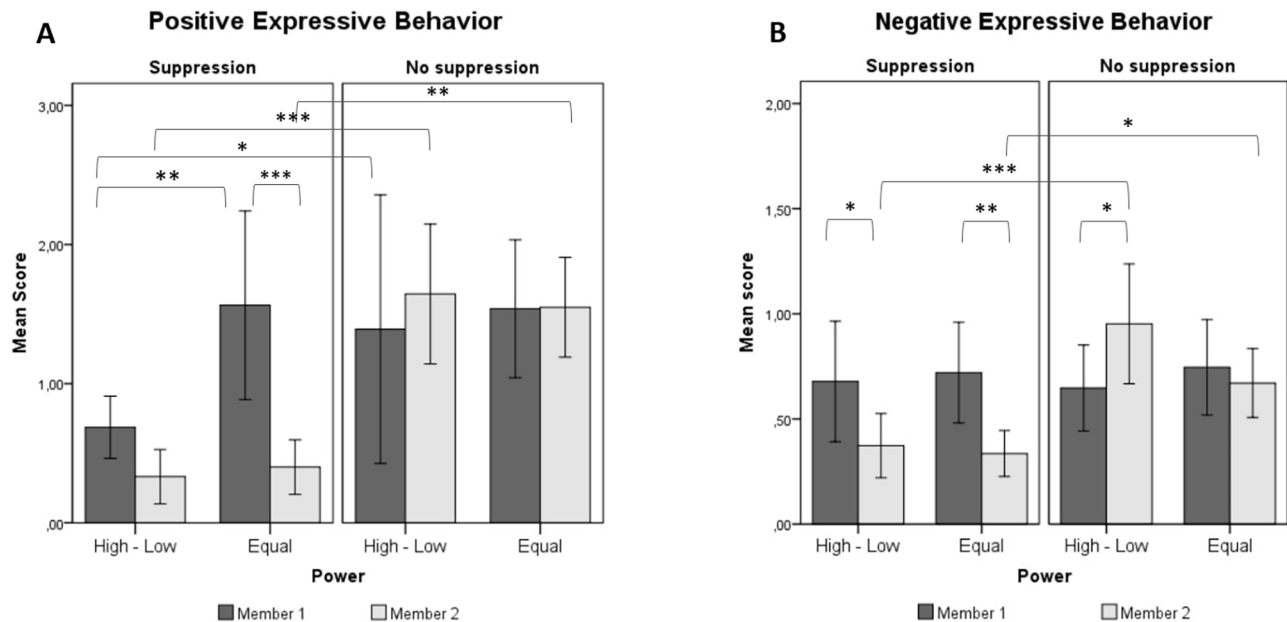 A
Positive Expressive Behavior
Suppression
No suppression
3,00
2,00
1,00
,00
Mean Score
**
***
*
**
***
High - Low
Equal
High - Low
Equal
Power
Member 1
Member 2
B
Negative Expressive Behavior
Suppression
No suppression
2,00
1,50
1,00
,50
,00
Mean score
*
***
*
**
*
High - Low
Equal
High - Low
Equal
Power
Member 1
Member 2